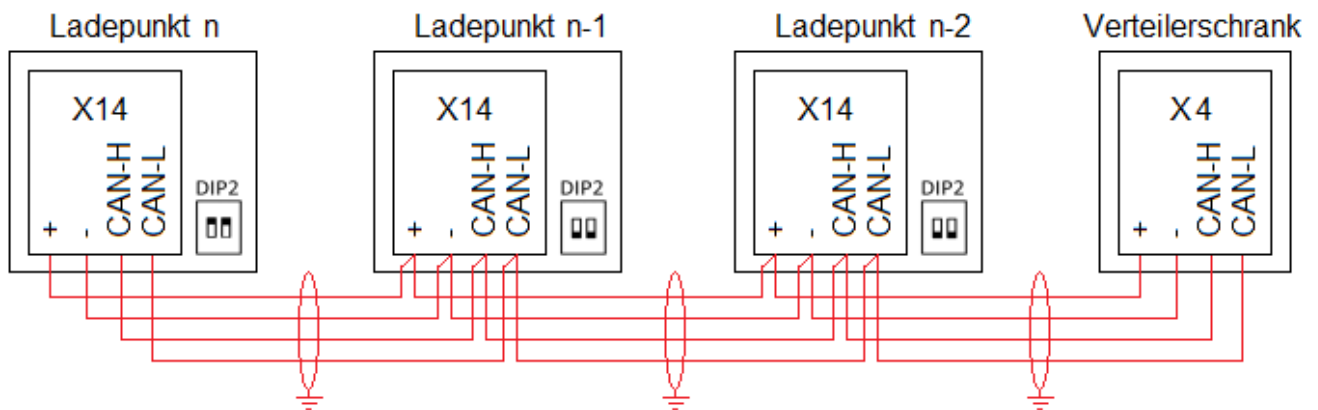 Ladepunkt n
Ladepunkt n-1
Ladepunkt n-2
Verteilerschrank
X14
X14
X14
X4
+ - CAN-H CAN-L
DIP2
+ - CAN-H CAN-L
DIP2
+ - CAN-H CAN-L
DIP2
+ - CAN-H CAN-L